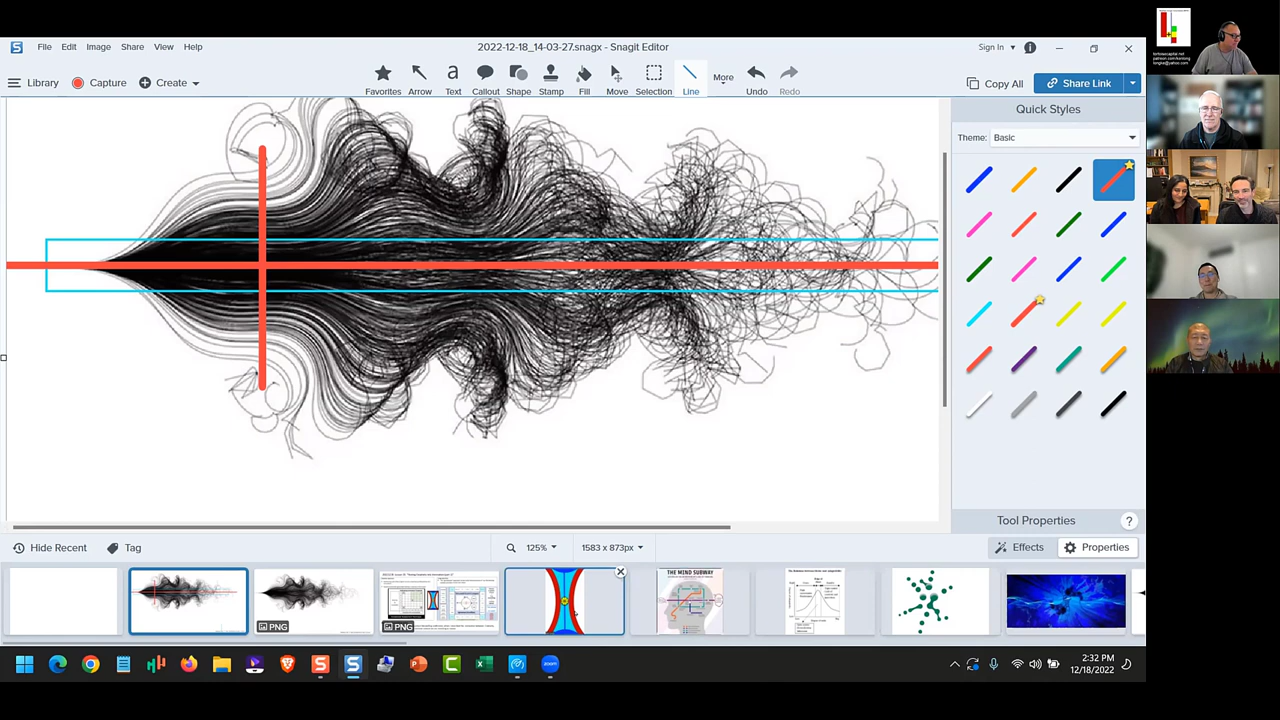 2022-12-18_14-03-27.snagx - Snagit Editor
File Edit Image Share View Help
Sign In
Library Capture Create
Favorites Arrow Text Callout Shape Stamp Fill Move Selection Line More Undo Redo
Copy All Share Link
Quick Styles
Theme: Basic
Tool Properties
Hide Recent Tag
125% 1583 x 873px
Effects Properties
PNG
PNG
THE MIND SUBWAY
zoom
2:32 PM
12/18/2022